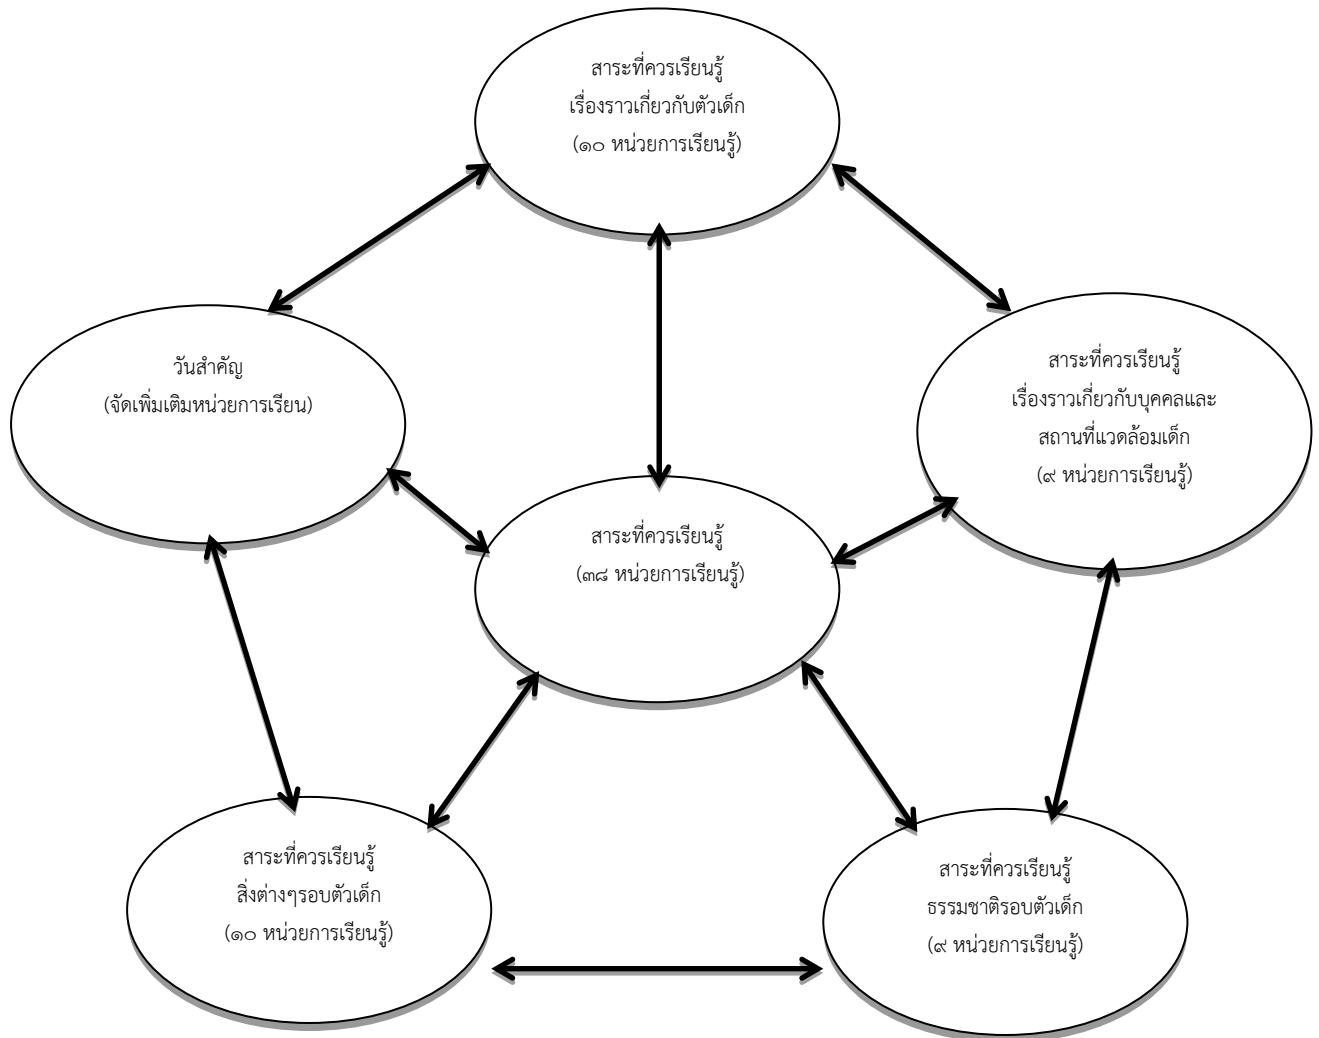 สาระที่ควรเรียนรู้
เรื่องราวเกี่ยวกับตัวเด็ก
(๑๐ หน่วยการเรียนรู้)
วันสำคัญ
(จัดเพิ่มเติมหน่วยการเรียน)
สาระที่ควรเรียนรู้
เรื่องราวเกี่ยวกับบุคคลและ
สถานที่แวดล้อมเด็ก
(๙ หน่วยการเรียนรู้)
สาระที่ควรเรียนรู้
(๓๘ หน่วยการเรียนรู้)
สาระที่ควรเรียนรู้
สิ่งต่างๆรอบตัวเด็ก
(๑๐ หน่วยการเรียนรู้)
สาระที่ควรเรียนรู้
ธรรมชาติรอบตัวเด็ก
(๙ หน่วยการเรียนรู้)